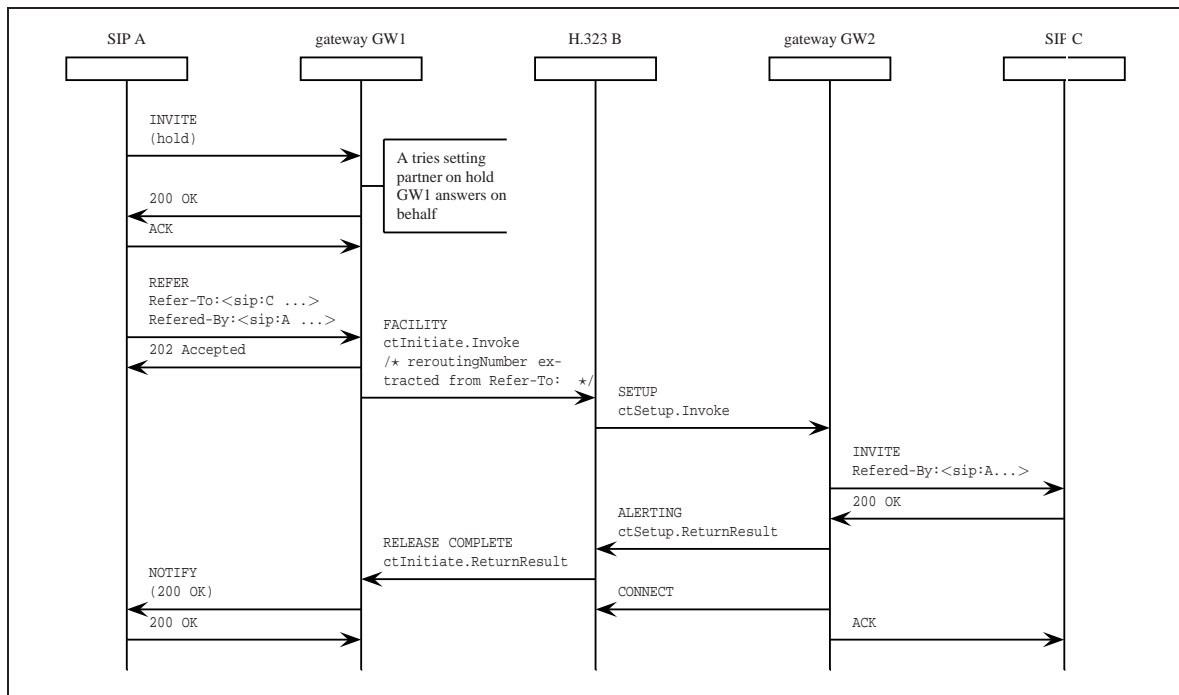 SIP A
gateway GW1
H.323 B
gateway GW2
SIP C
INVITE
(hold)
A tries setting
partner on hold
GW1 answers on
behalf
200 OK
ACK
REFER
Refer-To:<sip:C ...>
Refered-By:<sip:A ...>
202 Accepted
FACILITY
ctInitiate.Invoke
/* reroutingNumber ex-
tracted from Refer-To: */
SETUP
ctSetup.Invoke
INVITE
Refered-By:<sip:A...>
200 OK
ALERTING
ctSetup.ReturnResult
RELEASE COMPLETE
ctInitiate.ReturnResult
NOTIFY
(200 OK)
CONNECT
200 OK
ACK